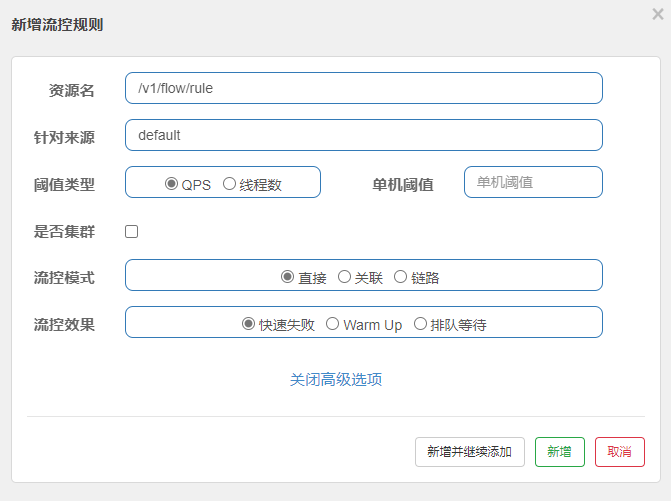 新增流控规则
×
资源名 /v1/flow/rule
针对来源 default
阈值类型 QPS 线程数 单机阈值 单机阈值
是否集群
流控模式 直接 关联 链路
流控效果 快速失败 Warm Up 排队等待
关闭高级选项
新增并继续添加 新增 取消